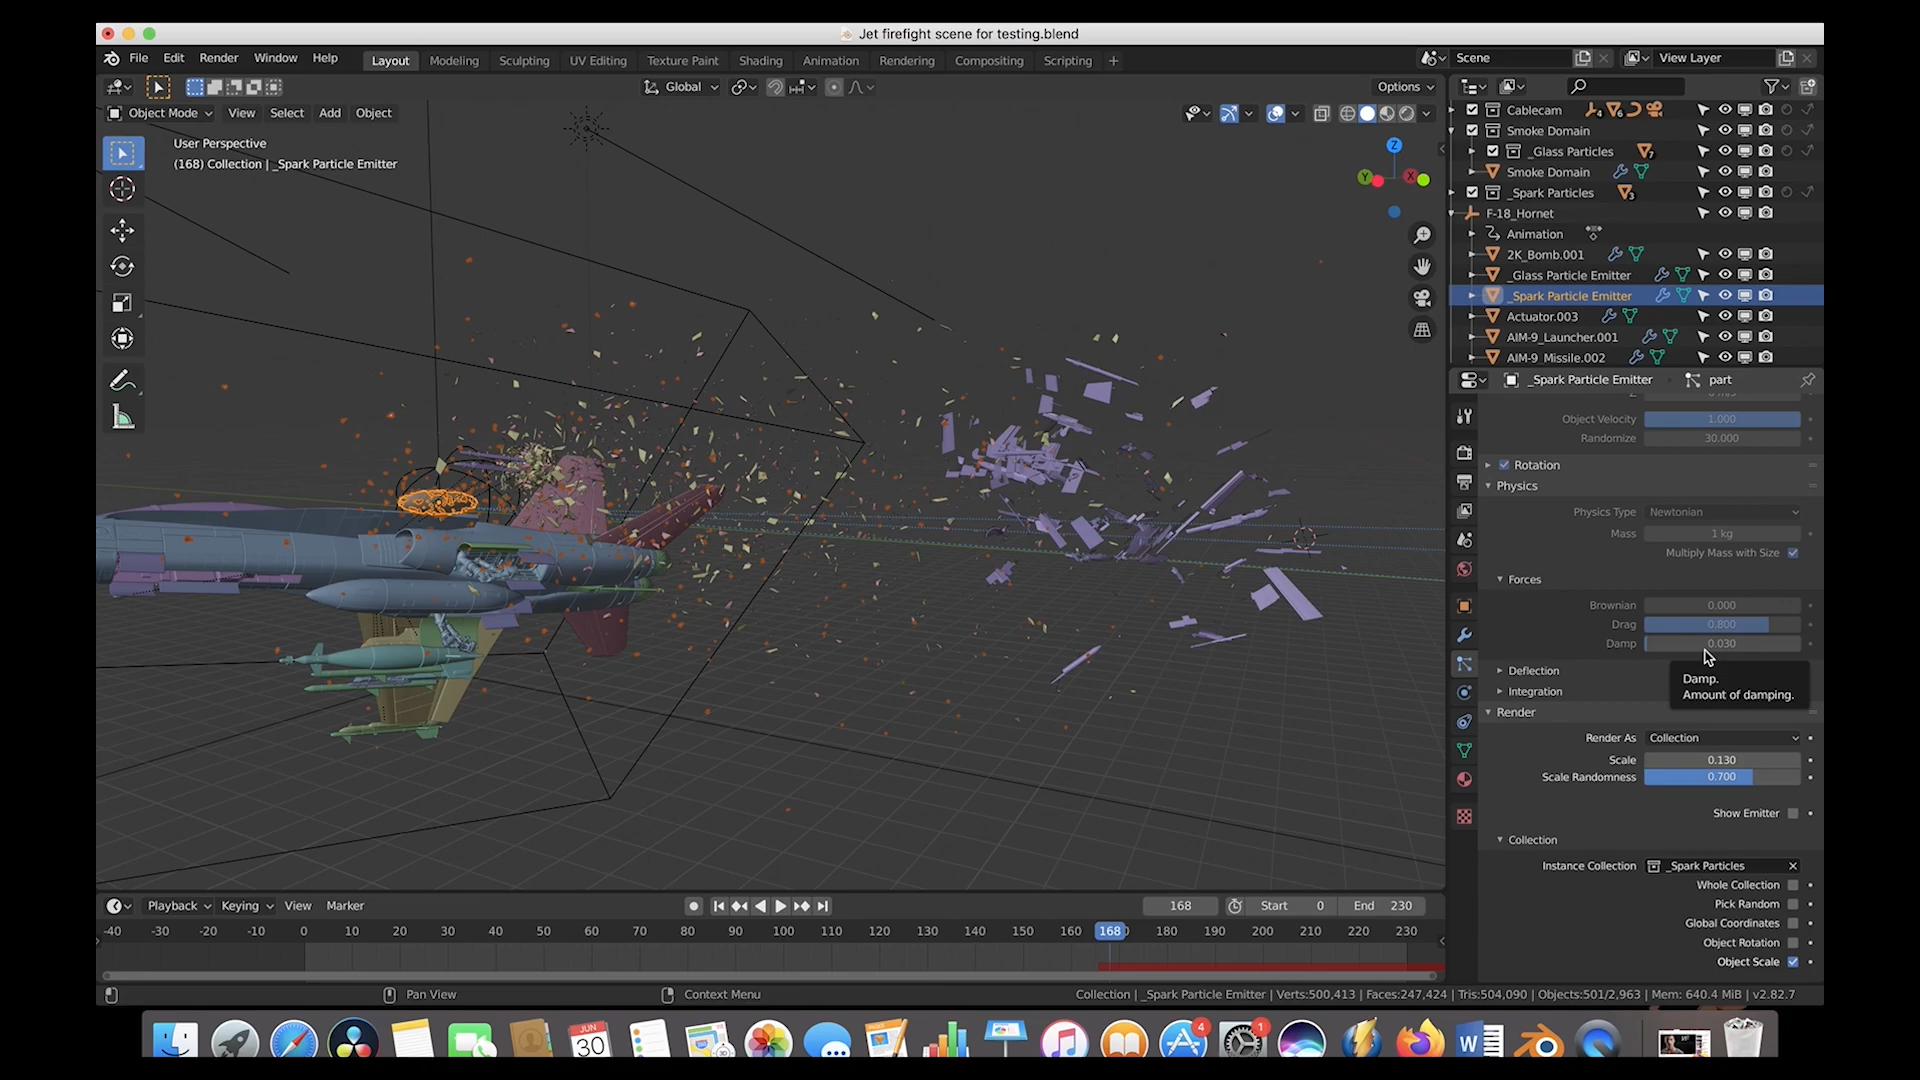 Jet firefight scene for testing.blend
File Edit Render Window Help Layout Modeling Sculpting UV Editing Texture Paint Shading Animation Rendering Compositing Scripting + Scene View Layer
Global Options
Object Mode View Select Add Object
User Perspective
(168) Collection | _Spark Particle Emitter
Z
Y X
Cablecam 4 6
Smoke Domain
_Glass Particles 7
Smoke Domain
_Spark Particles 3
F-18_Hornet
Animation
2K_Bomb.001
_Glass Particle Emitter
_Spark Particle Emitter
Actuator.003
AIM-9_Launcher.001
AIM-9_Missile.002
_Spark Particle Emitter part
Object Velocity 1.000
Randomize 30.000
Rotation
Physics
Physics Type Newtonian
Mass 1 kg
Multiply Mass with Size
Forces
Brownian 0.000
Drag 0.800
Damp 0.030
Deflection
Damp.
Amount of damping.
Integration
Render
Render As Collection
Scale 0.130
Scale Randomness 0.700
Show Emitter
Collection
Instance Collection _Spark Particles
Whole Collection
Pick Random
Global Coordinates
Object Rotation
Object Scale
Playback Keying View Marker 168 Start 0 End 230
-40 -30 -20 -10 0 10 20 30 40 50 60 70 80 90 100 110 120 130 140 150 160 168 180 190 200 210 220 230
Pan View Context Menu Collection | _Spark Particle Emitter | Verts:500,413 | Faces:247,424 | Tris:504,090 | Objects:501/2,963 | Mem: 640.4 MiB | v2.82.7
JUN
30
4
1
W